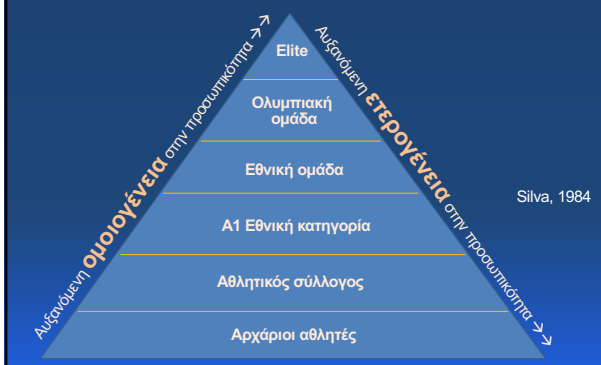 Elite
Ολυμπιακή
ομάδα
Εθνική ομάδα
Α1 Εθνική κατηγορία
Αθλητικός σύλλογος
Αρχάριοι αθλητές
Αυξανόμενη ομοιογένεια στην προσωπικότητα →→
Αυξανόμενη ετερογένεια στην προσωπικότητα →→
Silva, 1984